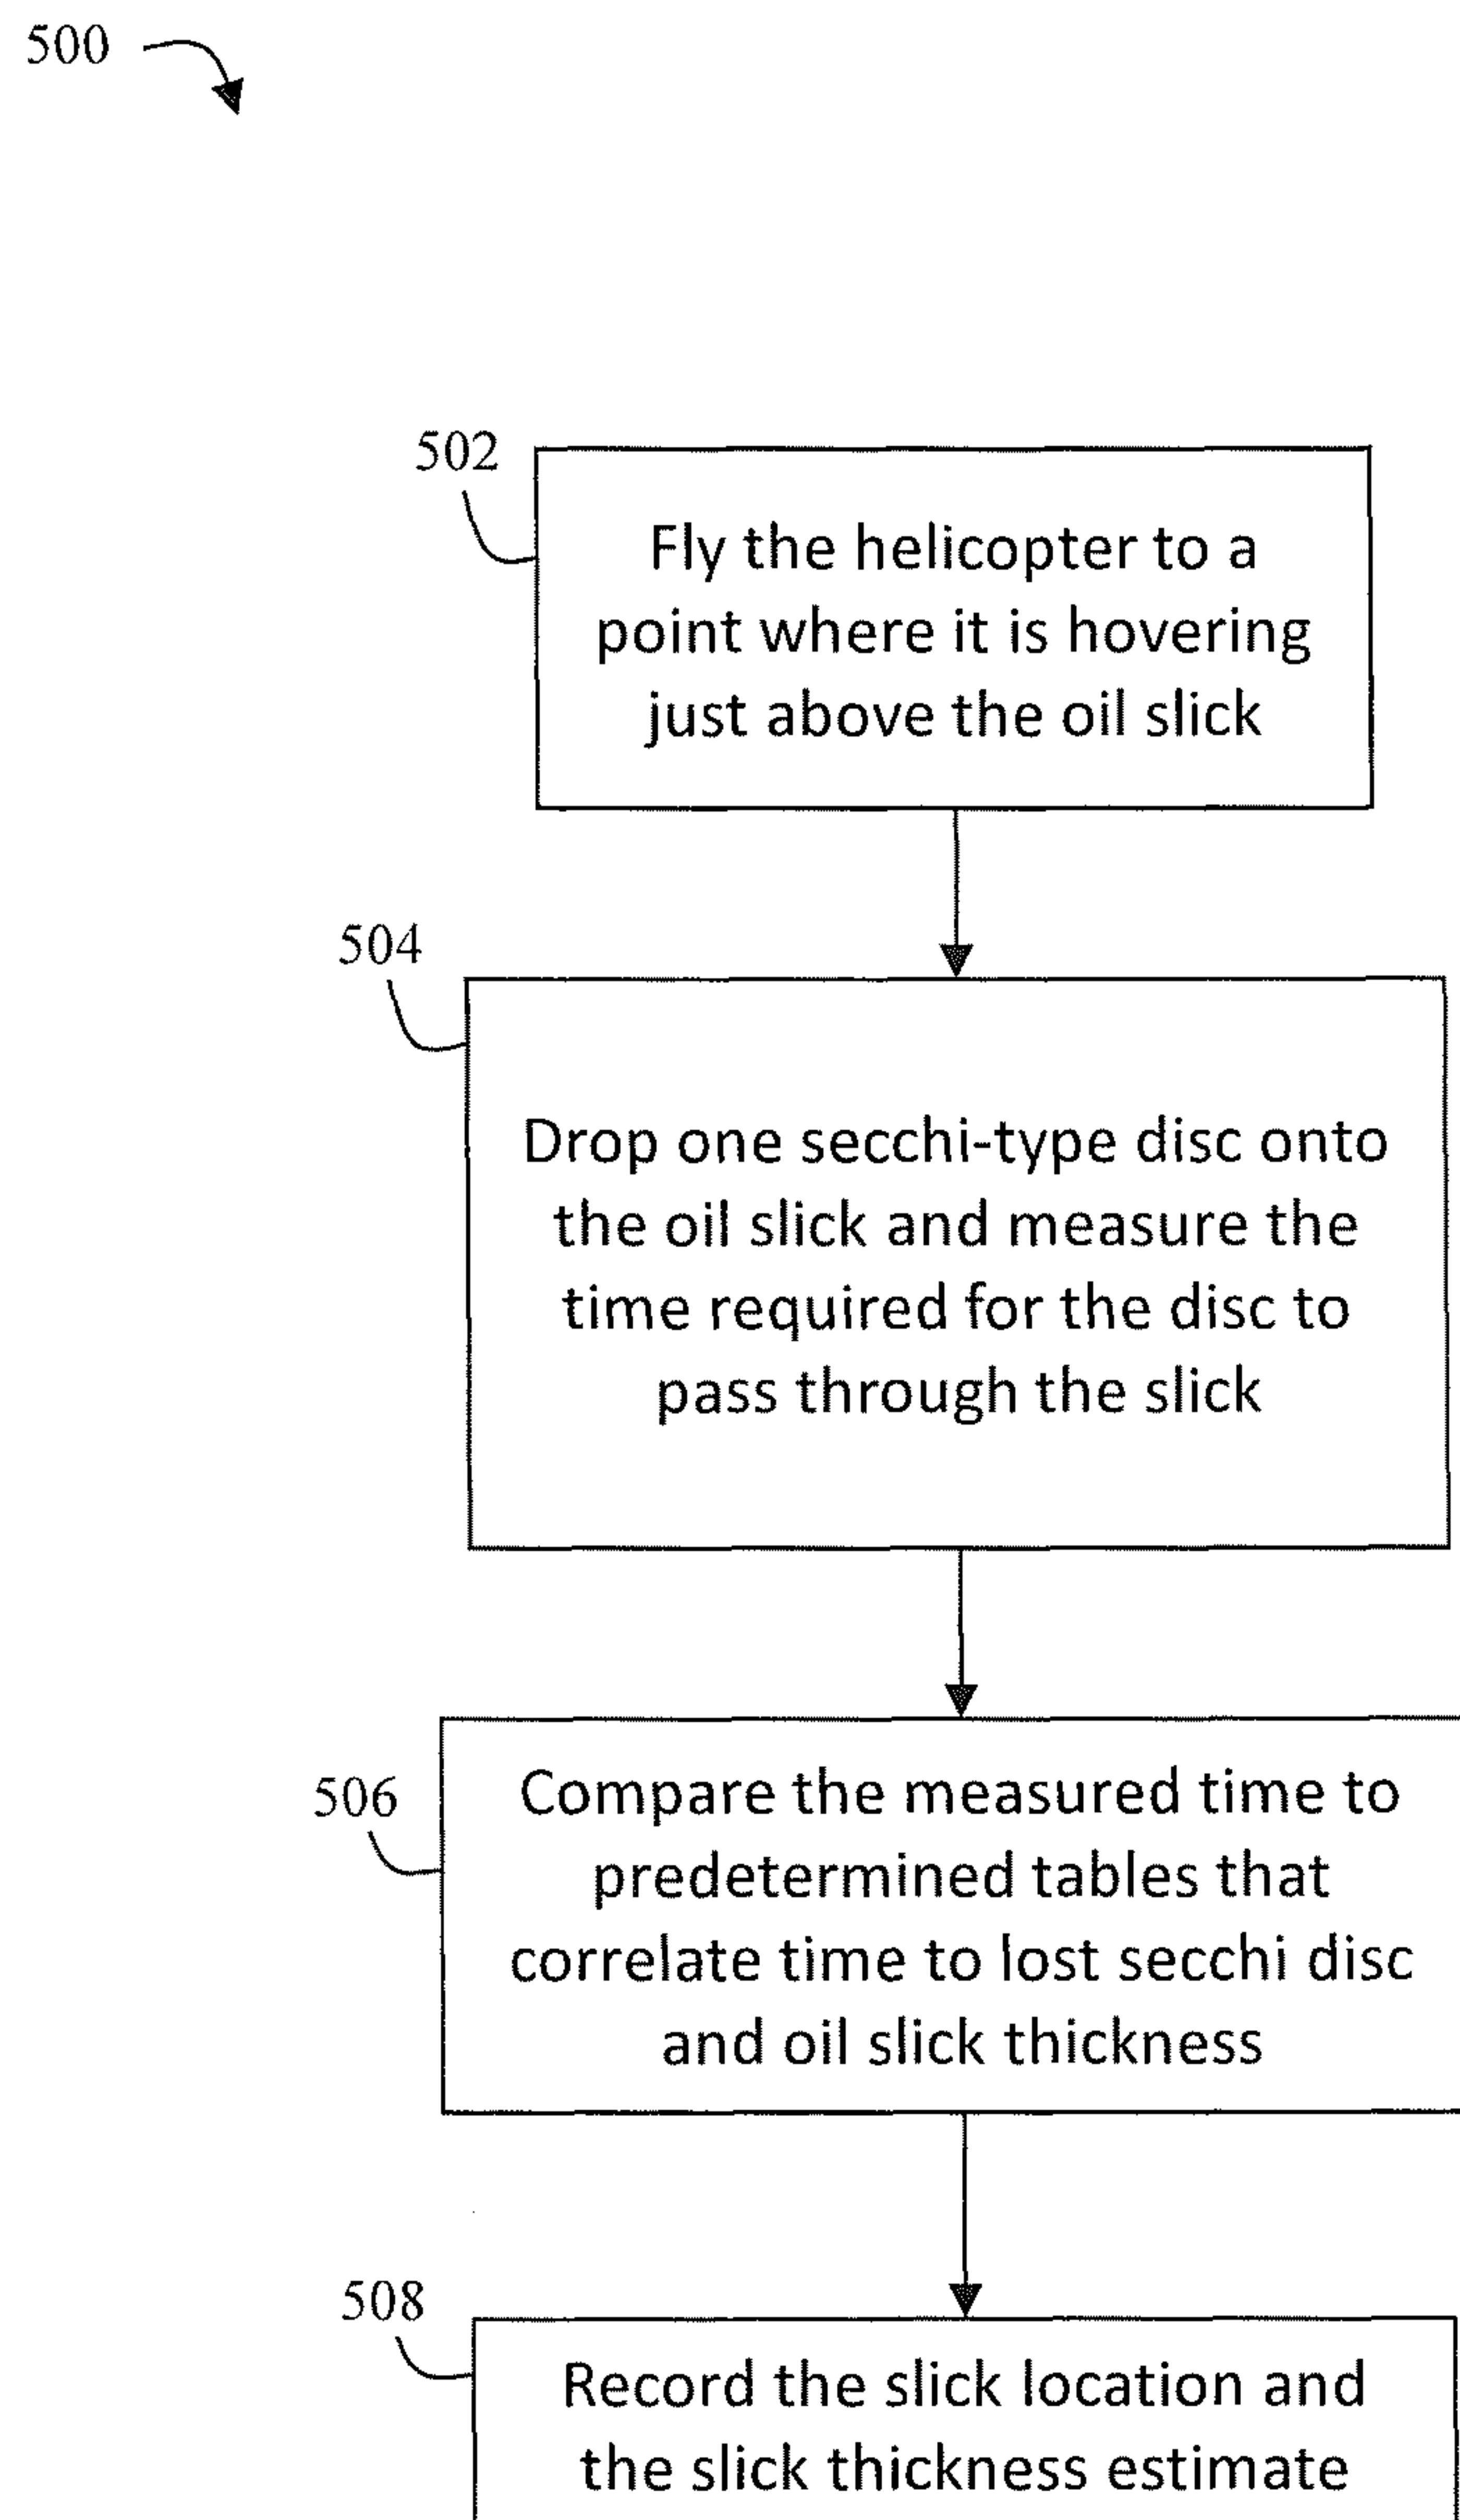 500
502
Fly the helicopter to a
point where it is hovering
just above the oil slick
504
Drop one secchi-type disc onto
the oil slick and measure the
time required for the disc to
pass through the slick
506
Compare the measured time to
predetermined tables that
correlate time to lost secchi disc
and oil slick thickness
508
Record the slick location and
the slick thickness estimate